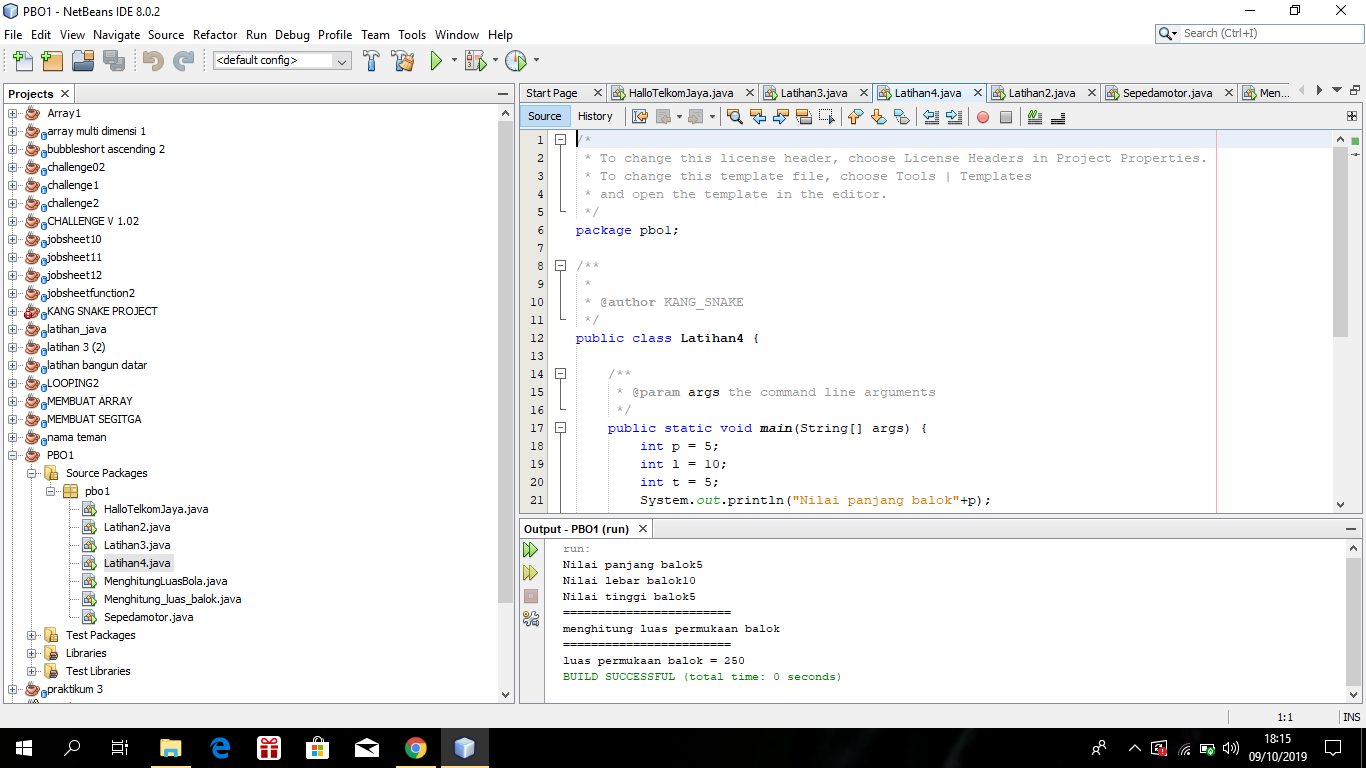 PBO1 - NetBeans IDE 8.0.2
File Edit View Navigate Source Refactor Run Debug Profile Team Tools Window Help
Search (Ctrl+I)
<default config>
Projects
Array1
array multi dimensi 1
bubbleshort ascending 2
challenge02
challenge1
challenge2
CHALLENGE V 1.02
jobsheet10
jobsheet11
jobsheet12
jobsheetfunction2
KANG SNAKE PROJECT
latihan_java
latihan 3 (2)
latihan bangun datar
LOOPING2
MEMBUAT ARRAY
MEMBUAT SEGITGA
nama teman
PBO1
Source Packages
pbo1
HalloTelkomJaya.java
Latihan2.java
Latihan3.java
Latihan4.java
MenghitungLuasBola.java
Menghitung_luas_balok.java
Sepedamotor.java
Test Packages
Libraries
Test Libraries
praktikum 3
Start Page HalloTelkomJaya.java Latihan3.java Latihan4.java Latihan2.java Sepedamotor.java Men...
Source History
1 /*
2 * To change this license header, choose License Headers in Project Properties.
3 * To change this template file, choose Tools | Templates
4 * and open the template in the editor.
5 */
6 package pbo1;
7
8 /**
9 *
10 * @author KANG_SNAKE
11 */
12 public class Latihan4 {
13
14 /**
15 * @param args the command line arguments
16 */
17 public static void main(String[] args) {
18 int p = 5;
19 int l = 10;
20 int t = 5;
21 System.out.println("Nilai panjang balok"+p);
Output - PBO1 (run)
run:
Nilai panjang balok5
Nilai lebar balok10
Nilai tinggi balok5
========================
menghitung luas permukaan balok
========================
luas permukaan balok = 250
BUILD SUCCESSFUL (total time: 0 seconds)
1:1 INS
18:15
09/10/2019